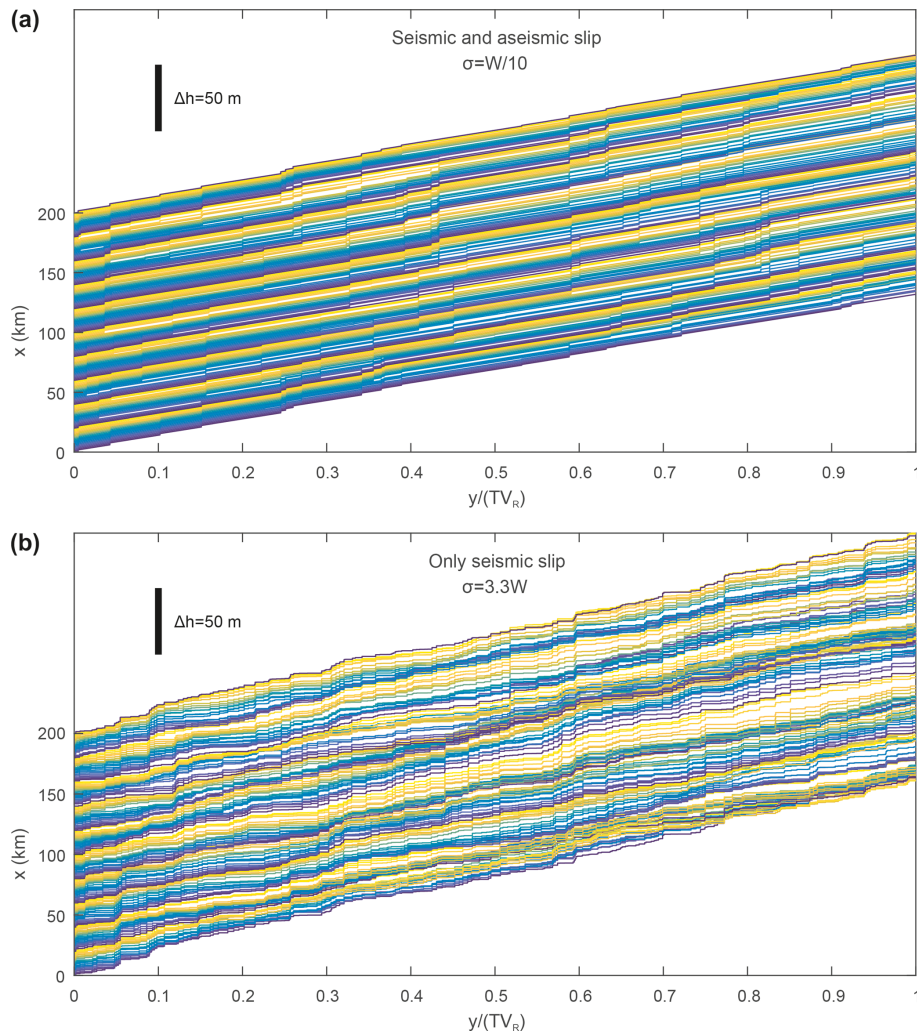 (a)
Seismic and aseismic slip
σ=W/10
Δh=50 m
200
150
100
50
0
x (km)
0 0.1 0.2 0.3 0.4 0.5 0.6 0.7 0.8 0.9 1
y/(TV_R)
(b)
Only seismic slip
σ=3.3W
Δh=50 m
200
150
100
50
0
x (km)
0 0.1 0.2 0.3 0.4 0.5 0.6 0.7 0.8 0.9 1
y/(TV_R)